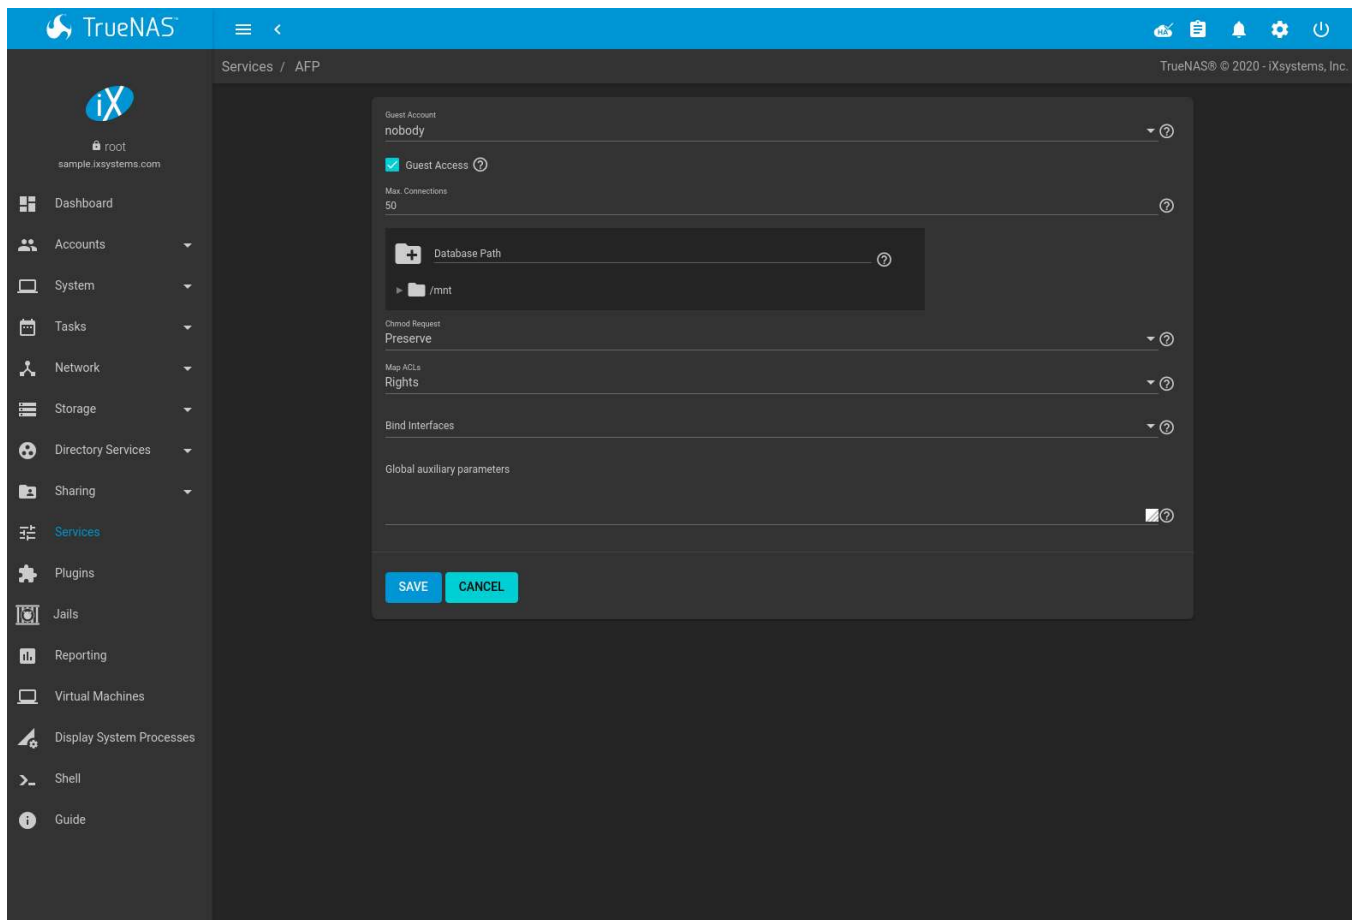 TrueNAS
HA
Services / AFP
TrueNAS® © 2020 - iXsystems, Inc.
iX
root
sample.ixsystems.com
Dashboard
Accounts
System
Tasks
Network
Storage
Directory Services
Sharing
Services
Plugins
Jails
Reporting
Virtual Machines
Display System Processes
Shell
Guide
Guest Account
nobody
Guest Access
Max. Connections
50
Database Path
/mnt
Chmod Request
Preserve
Map ACLs
Rights
Bind Interfaces
Global auxiliary parameters
SAVE
CANCEL